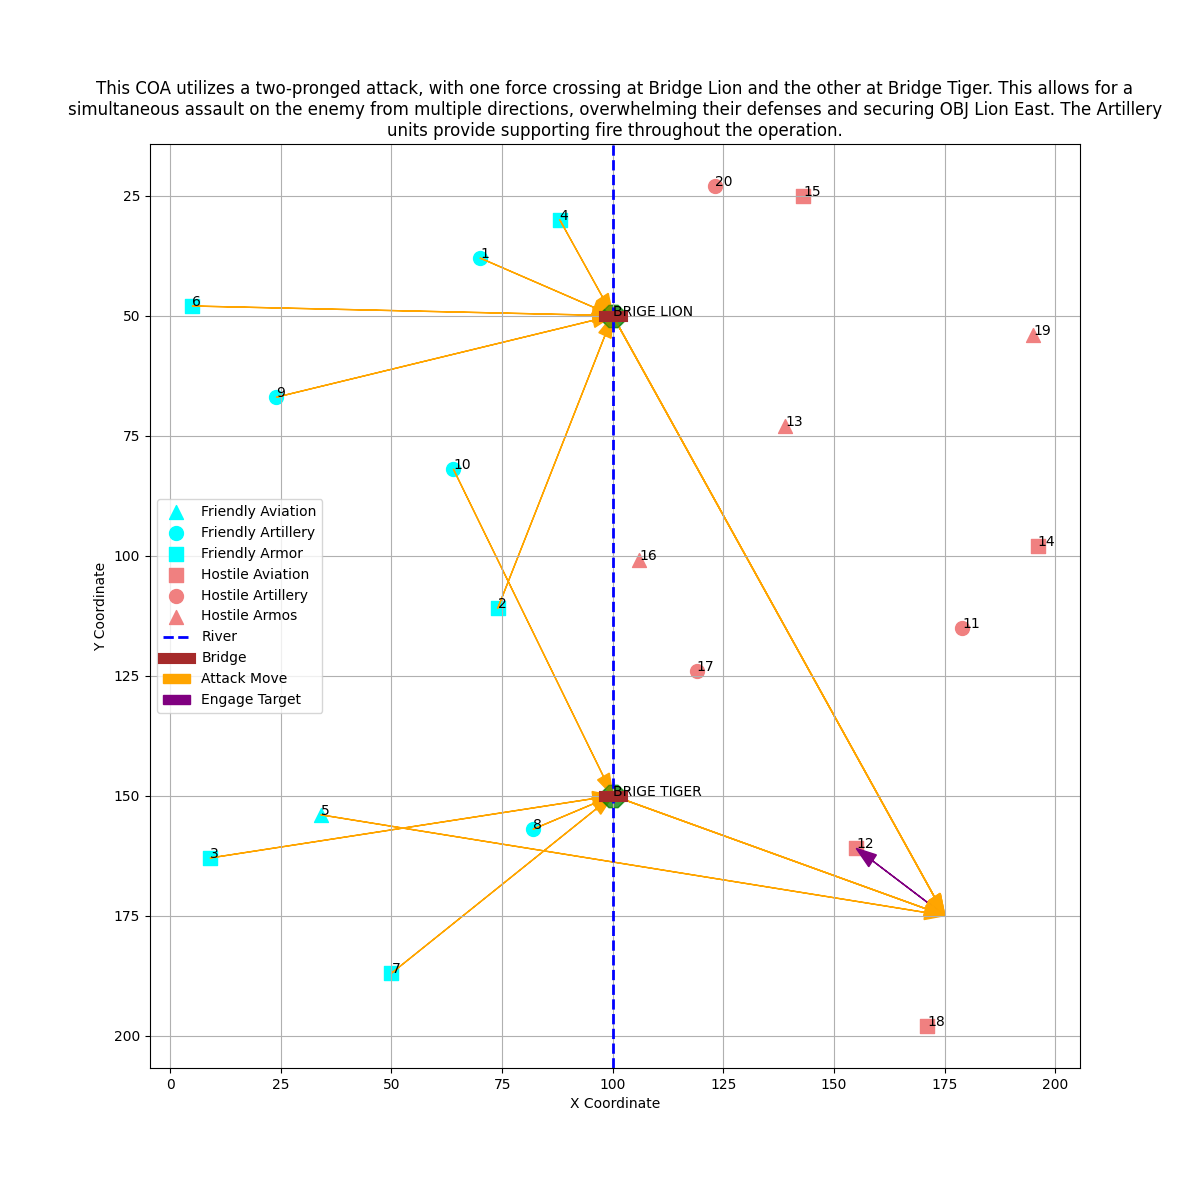 This COA utilizes a two-pronged attack, with one force crossing at Bridge Lion and the other at Bridge Tiger. This allows for a
simultaneous assault on the enemy from multiple directions, overwhelming their defenses and securing OBJ Lion East. The Artillery
units provide supporting fire throughout the operation.
20
15
25
4
1
6
50
BRIGE LION
19
9
13
75
10
Friendly Aviation
Friendly Artillery
Friendly Armor
Hostile Aviation
Hostile Artillery
Hostile Armos
River
Bridge
Attack Move
Engage Target
16
14
100
2
11
Y Coordinate
17
125
BRIGE TIGER
150
5
8
12
3
175
7
18
200
0
25
50
75
100
125
150
175
200
X Coordinate